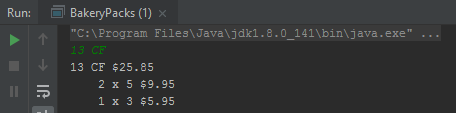 Run: BakeryPacks (1) ×
"C:\Program Files\Java\jdk1.8.0_141\bin\java.exe" ...
13 CF
13 CF $25.85
2 x 5 $9.95
1 x 3 $5.95